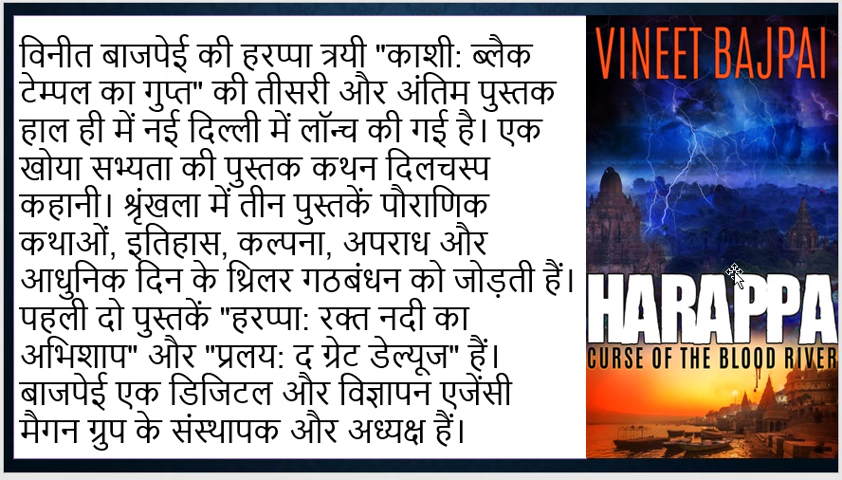 विनीत बाजपेई की हरप्पा त्रयी "काशी: ब्लैक
टेम्पल का गुप्त" की तीसरी और अंतिम पुस्तक
हाल ही में नई दिल्ली में लॉन्च की गई है। एक
खोया सभ्यता की पुस्तक कथन दिलचस्प
कहानी। श्रृंखला में तीन पुस्तकें पौराणिक
कथाओं, इतिहास, कल्पना, अपराध और
आधुनिक दिन के थ्रिलर गठबंधन को जोड़ती हैं।
पहली दो पुस्तकें "हरप्पा: रक्त नदी का
अभिशाप" और "प्रलय: द ग्रेट डेल्यूज" हैं।
बाजपेई एक डिजिटल और विज्ञापन एजेंसी
मैगन ग्रुप के संस्थापक और अध्यक्ष हैं।
VINEET BAJPAI
HARAPPA
CURSE OF THE BLOOD RIVER